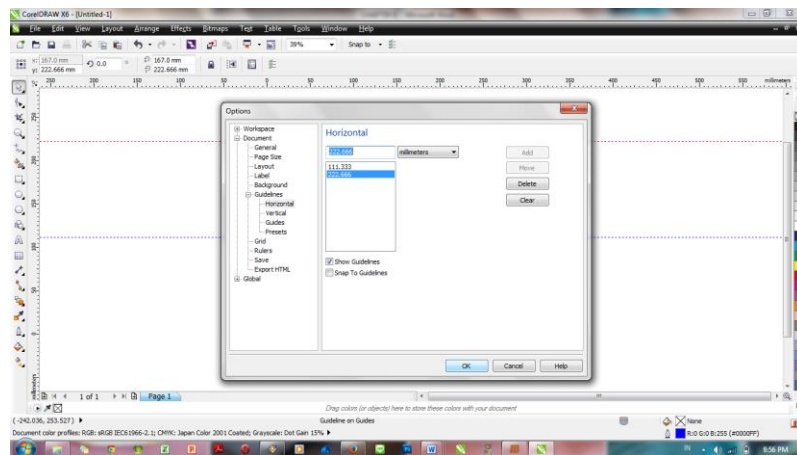 CorelDRAW X6 - [Untitled-1]
File Edit View Layout Arrange Effects Bitmaps Text Table Tools Window Help
39% Snap to
x: 167.0 mm
y: 222.666 mm
0.0
167.0 mm
222.666 mm
millimeters
Options
Workspace
Document
General
Page Size
Layout
Label
Background
Guidelines
Horizontal
Vertical
Guides
Presets
Grid
Rulers
Save
Export HTML
Global
Horizontal
222.666 millimeters
111.333
222.666
Add
Move
Delete
Clear
Show Guidelines
Snap To Guidelines
OK Cancel Help
millimeters
1 of 1 Page 1
Drag colors (or objects) here to store these colors with your document
(-242.036, 253.527) Guideline on Guides None
Document color profiles: RGB: sRGB IEC61966-2.1; CMYK: Japan Color 2001 Coated; Grayscale: Dot Gain 15% R:0 G:0 B:255 (#0000FF)
IN 8:56 PM